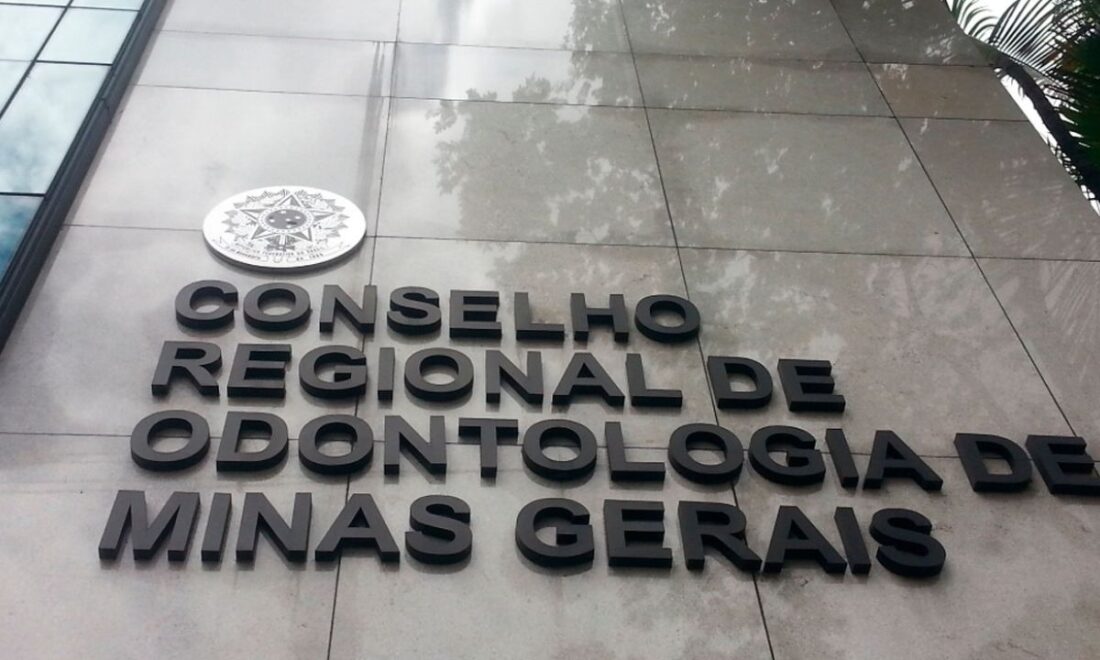 CONSELHO
REGIONAL DE
ODONTOLOGIA DE
MINAS GERAIS